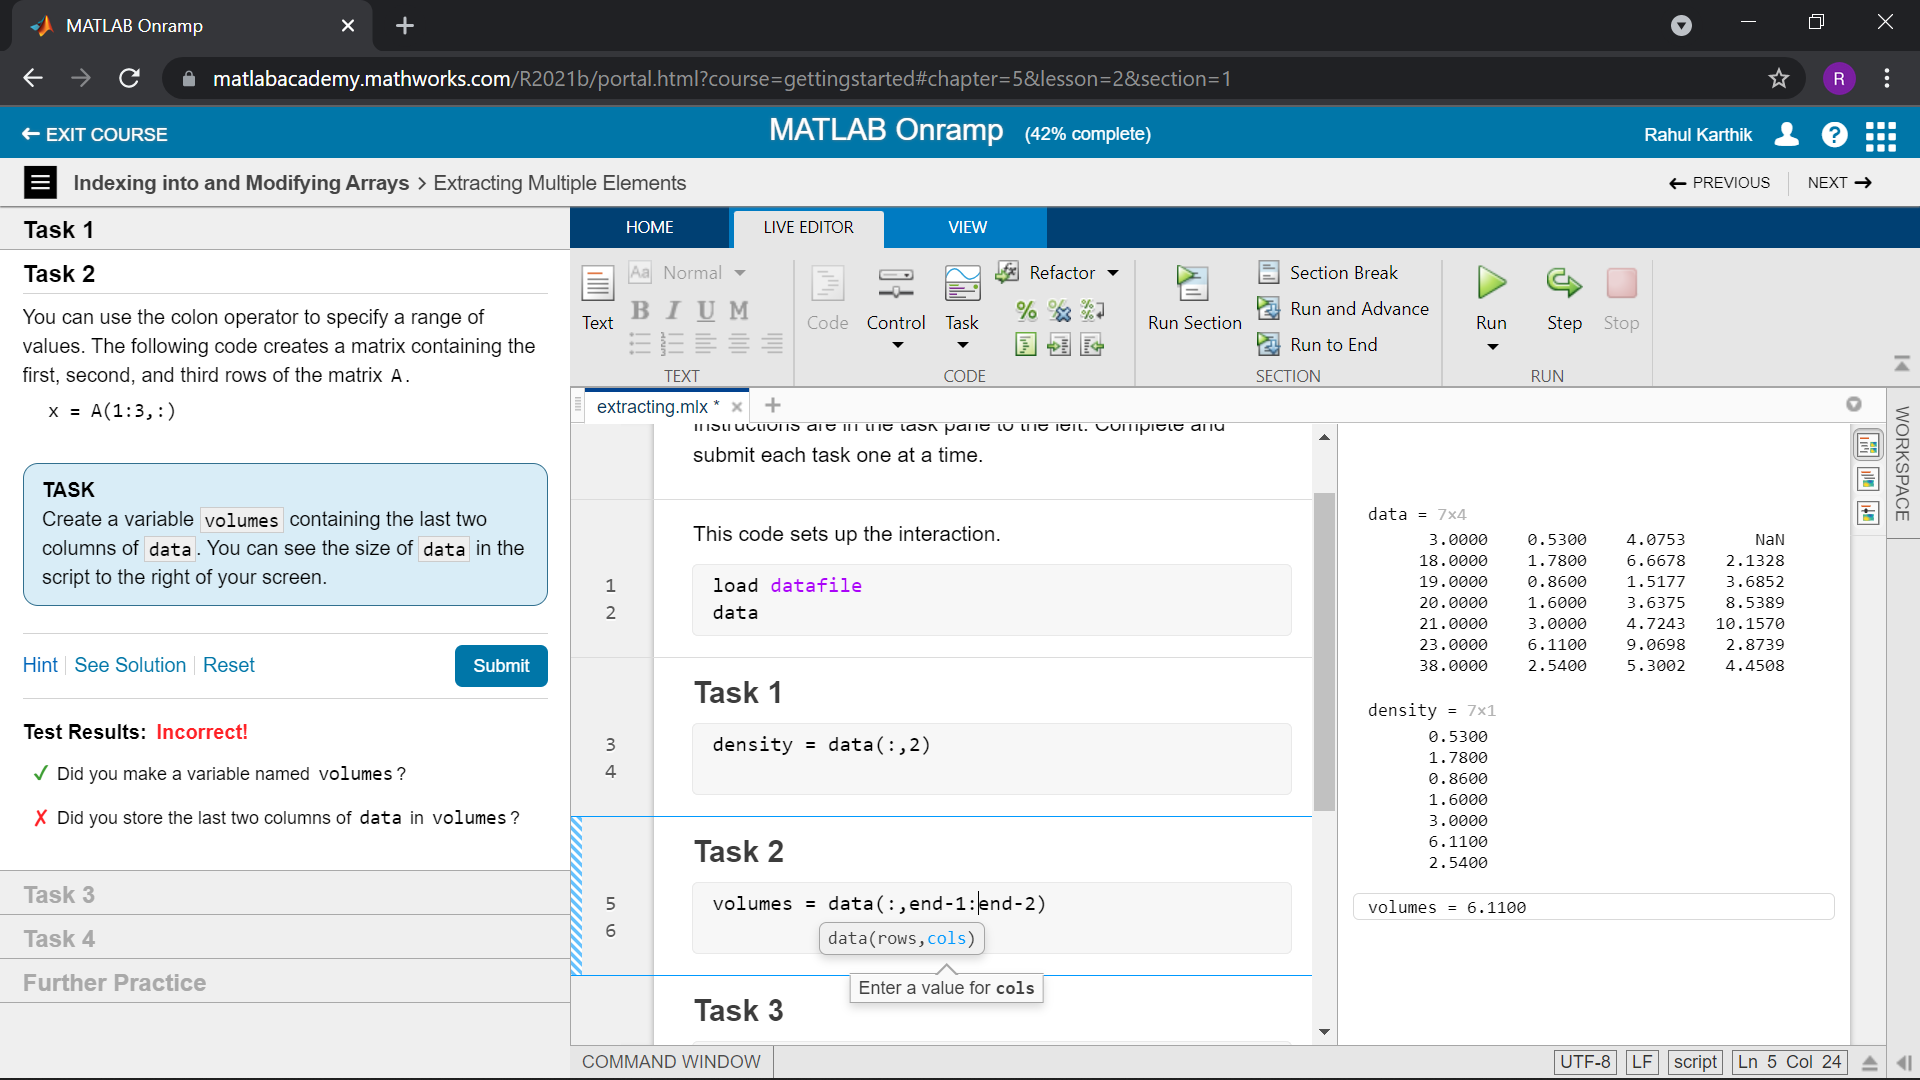 MATLAB Onramp
matlabacademy.mathworks.com/R2021b/portal.html?course=gettingstarted#chapter=5&lesson=2&section=1
R
EXIT COURSE
MATLAB Onramp (42% complete)
Rahul Karthik
?
Indexing into and Modifying Arrays > Extracting Multiple Elements
PREVIOUS
NEXT
Task 1
Task 2
You can use the colon operator to specify a range of
values. The following code creates a matrix containing the
first, second, and third rows of the matrix A.
x = A(1:3,:)
TASK
Create a variable volumes containing the last two
columns of data. You can see the size of data in the
script to the right of your screen.
Hint See Solution Reset
Submit
Test Results: Incorrect!
Did you make a variable named volumes?
Did you store the last two columns of data in volumes?
Task 3
Task 4
Further Practice
HOME
LIVE EDITOR
VIEW
Text
Aa Normal
B I U M
TEXT
Code
Control
Task
Refactor
CODE
Run Section
Section Break
Run and Advance
Run to End
SECTION
Run
Step
Stop
RUN
extracting.mlx *
Instructions are in the task pane to the left. Complete and
submit each task one at a time.
This code sets up the interaction.
1 load datafile
2 data
Task 1
3 density = data(:,2)
4
Task 2
5 volumes = data(:,end-1:end-2)
6
data(rows,cols)
Enter a value for cols
Task 3
data = 7×4
3.0000 0.5300 4.0753 NaN
18.0000 1.7800 6.6678 2.1328
19.0000 0.8600 1.5177 3.6852
20.0000 1.6000 3.6375 8.5389
21.0000 3.0000 4.7243 10.1570
23.0000 6.1100 9.0698 2.8739
38.0000 2.5400 5.3002 4.4508
density = 7×1
0.5300
1.7800
0.8600
1.6000
3.0000
6.1100
2.5400
volumes = 6.1100
WORKSPACE
COMMAND WINDOW
UTF-8
LF
script
Ln 5 Col 24